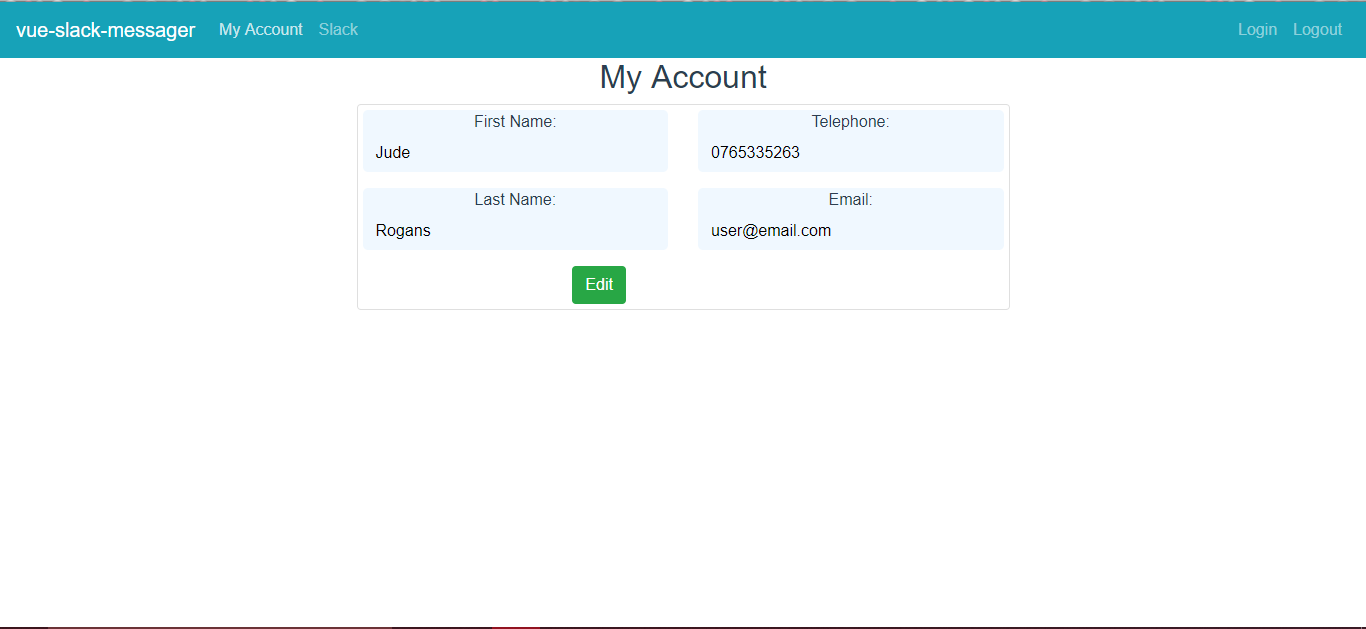 vue-slack-messager My Account Slack Login Logout
My Account
First Name: Telephone:
Jude 0765335263
Last Name: Email:
Rogans user@email.com
Edit